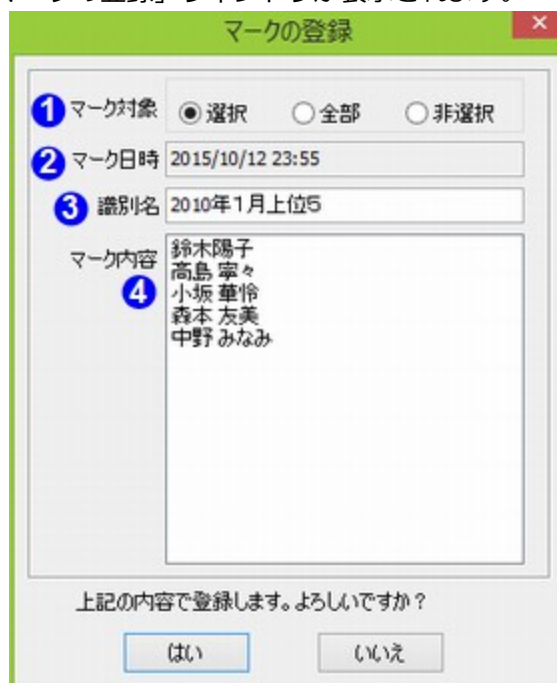 マークの登録
1 マーク対象 選択 全部 非選択
2 マーク日時 2015/10/12 23:55
3 識別名 2010年1月上位5
マーク内容
4
鈴木陽子
高島 寧々
小坂 華怜
森本 友美
中野 みなみ
上記の内容で登録します。よろしいですか？
はい いいえ